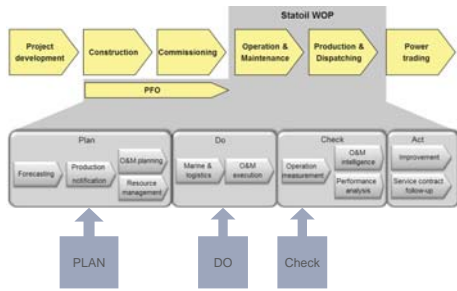 Statoil WOP
Project
development
Construction
Commissioning
Operation &
Maintenance
Production &
Dispatching
Power
trading
PFO
Plan
Forecasting
Production
notification
O&M planning
Resource
management
Do
Marine &
logistics
O&M
execution
Check
Operation
measurement
O&M
intelligence
Performance
analysis
Act
Improvement
Service contract
follow-up
PLAN
DO
Check